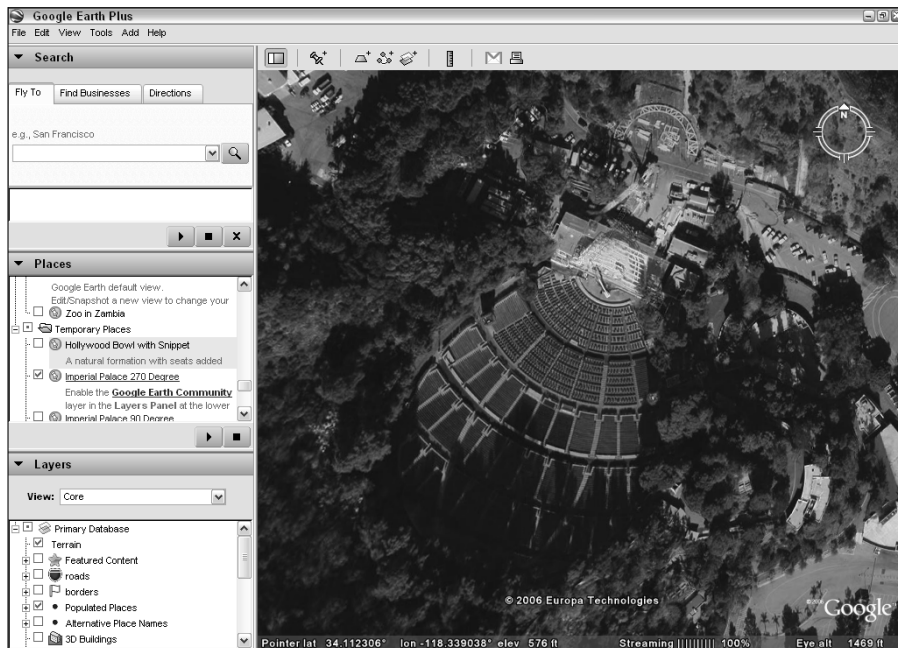 Google Earth Plus
File Edit View Tools Add Help
Search
Fly To Find Businesses Directions
e.g., San Francisco
Places
Google Earth default view.
Edit/Snapshot a new view to change your
Zoo in Zambia
Temporary Places
Hollywood Bowl with Snippet
A natural formation with seats added
Imperial Palace 270 Degree
Enable the Google Earth Community
layer in the Layers Panel at the lower
Imperial Palace 90 Degree
Layers
View: Core
Primary Database
Terrain
Featured Content
roads
borders
Populated Places
Alternative Place Names
3D Buildings
N
© 2006 Europa Technologies
Google
Pointer lat 34.112306° lon -118.339038° elev 576 ft Streaming |||||||||| 100% Eye alt 1469 ft